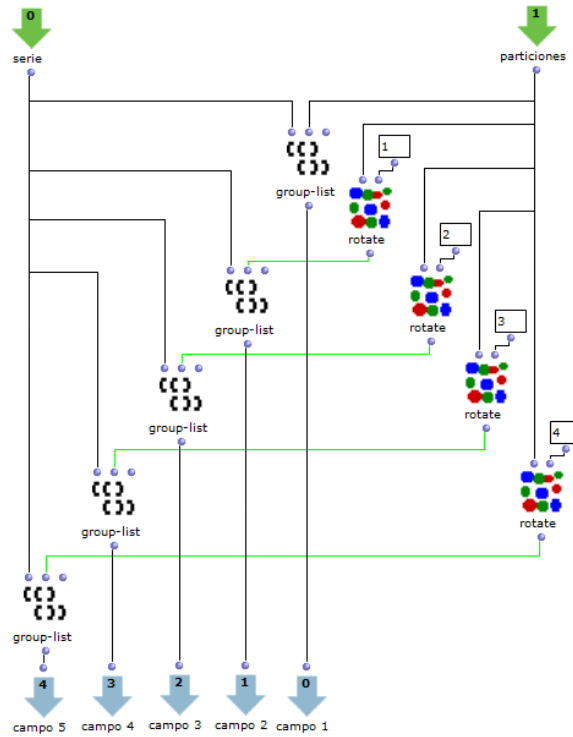 0
1
serie
particiones
1
group-list
rotate
2
group-list
rotate
3
group-list
rotate
4
group-list
rotate
group-list
4
3
2
1
0
campo 5
campo 4
campo 3
campo 2
campo 1